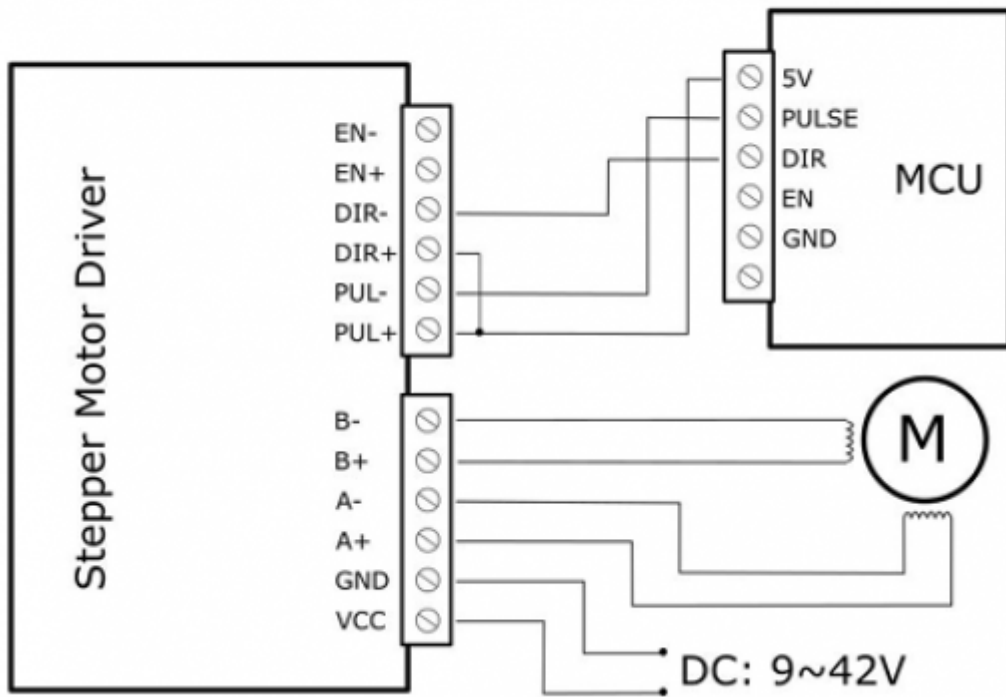 Stepper Motor Driver
EN-
EN+
DIR-
DIR+
PUL-
PUL+
B-
B+
A-
A+
GND
VCC
5V
PULSE
DIR
EN
GND
MCU
M
DC: 9~42V